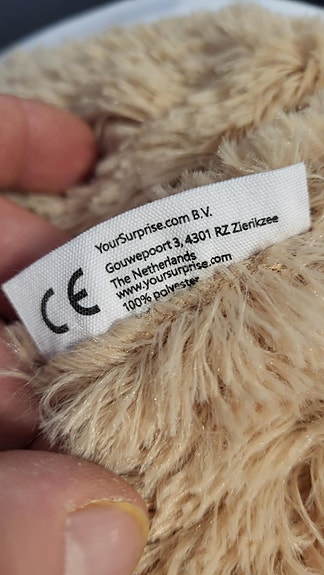 YourSurprise.com B.V.
Gouwepoort 3, 4301 RZ Zierikzee
The Netherlands
www.yoursurprise.com
100% polyester
CE